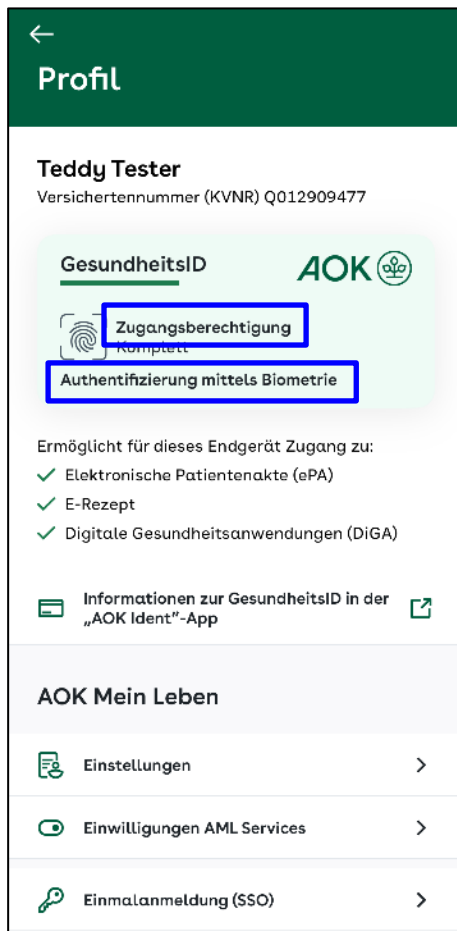 Profil
Teddy Tester
Versichertennummer (KVNR) Q012909477
GesundheitsID
AOK
Zugangsberechtigung
Komplett
Authentifizierung mittels Biometrie
Ermöglicht für dieses Endgerät Zugang zu:
Elektronische Patientenakte (ePA)
E-Rezept
Digitale Gesundheitsanwendungen (DiGA)
Informationen zur GesundheitsID in der
„AOK Ident"-App
AOK Mein Leben
Einstellungen
Einwilligungen AML Services
Einmalanmeldung (SSO)